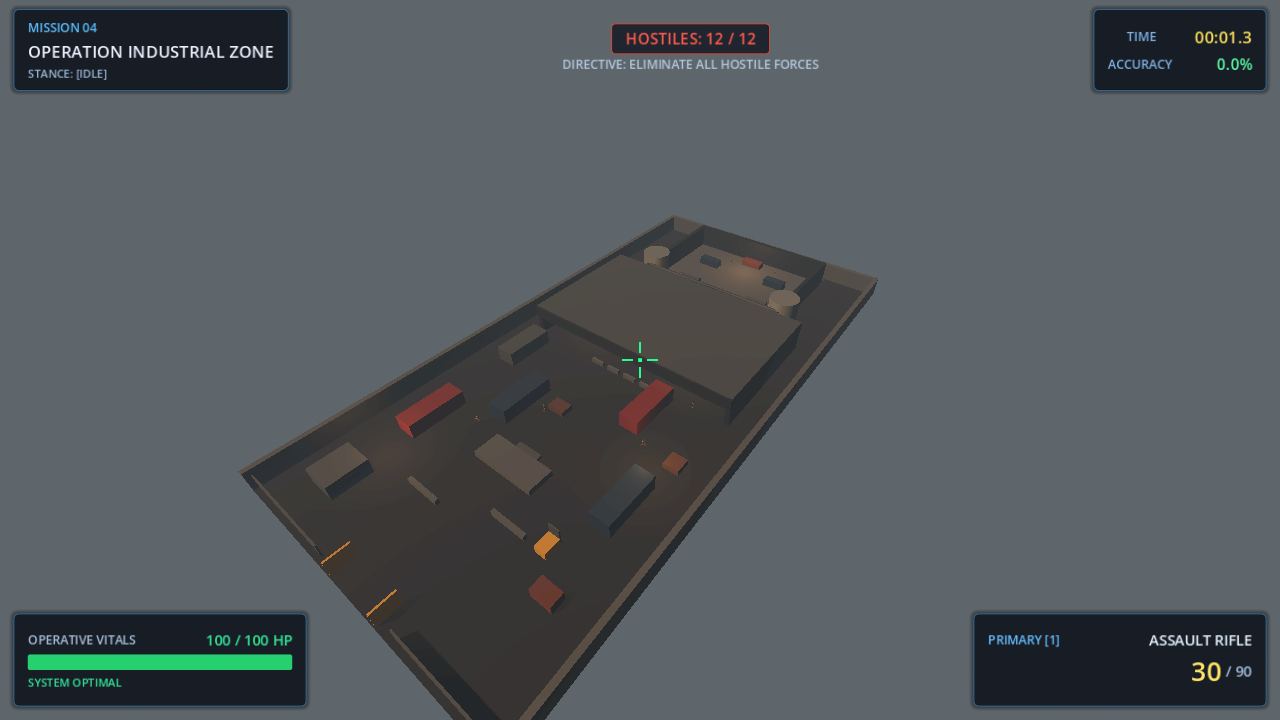 MISSION 04
OPERATION INDUSTRIAL ZONE
STANCE: [IDLE]
HOSTILES: 12 / 12
DIRECTIVE: ELIMINATE ALL HOSTILE FORCES
TIME 00:01.3
ACCURACY 0.0%
OPERATIVE VITALS 100 / 100 HP
SYSTEM OPTIMAL
PRIMARY [1] ASSAULT RIFLE
30 / 90